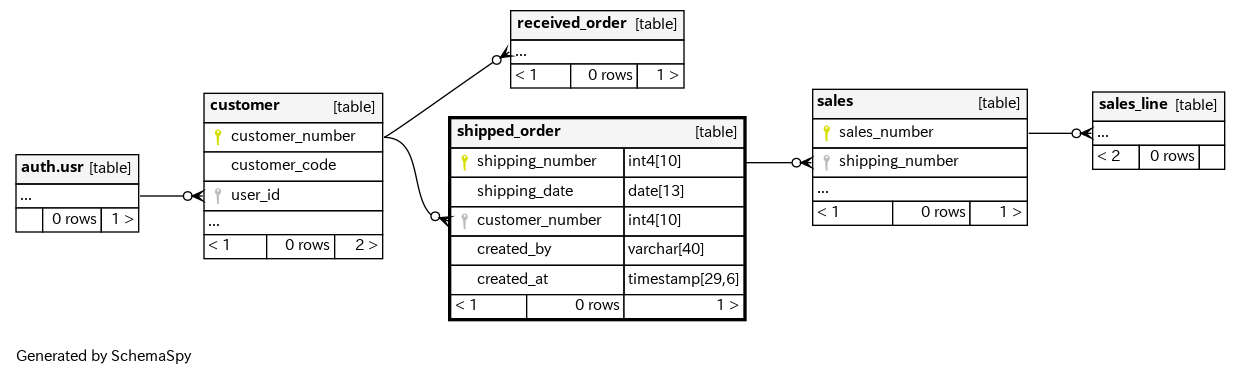 received_order [table]
...
< 1 0 rows 1 >
customer [table]
customer_number
customer_code
user_id
...
< 1 0 rows 2 >
shipped_order [table]
shipping_number int4[10]
shipping_date date[13]
customer_number int4[10]
created_by varchar[40]
created_at timestamp[29,6]
< 1 0 rows 1 >
sales [table]
sales_number
shipping_number
...
< 1 0 rows 1 >
sales_line [table]
...
< 2 0 rows
auth.usr [table]
...
0 rows 1 >
Generated by SchemaSpy